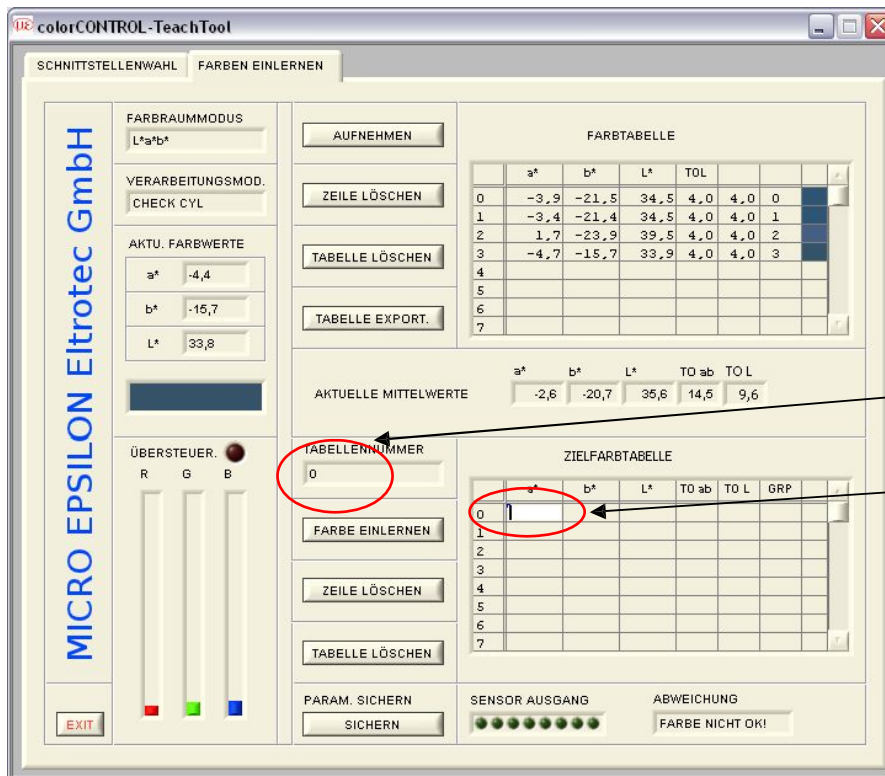 colorCONTROL-TeachTool
SCHNITTSTELLENWAHL FARBEN EINLERNEN
MICRO EPSILON Eltrotec GmbH
FARBRAUMMODUS
L*a*b*
VERARBEITUNGSMOD.
CHECK CYL
AKTU. FARBWERTE
a* -4,4
b* -15,7
L* 33,8
ÜBERSTEUER.
R G B
EXIT
AUFNEHMEN
ZEILE LÖSCHEN
TABELLE LÖSCHEN
TABELLE EXPORT.
FARBTABELLE
a* b* L* TOL
0 -3,9 -21,5 34,5 4,0 4,0 0
1 -3,4 -21,4 34,5 4,0 4,0 1
2 1,7 -23,9 39,5 4,0 4,0 2
3 -4,7 -15,7 33,9 4,0 4,0 3
4
5
6
7
a* b* L* TO ab TO L
AKTUELLE MITTELWERTE -2,6 -20,7 35,6 14,5 9,6
TABELLENNUMMER
0
FARBE EINLERNEN
ZEILE LÖSCHEN
TABELLE LÖSCHEN
ZIELFARBTABELLE
a* b* L* TO ab TO L GRP
0
1
2
3
4
5
6
7
PARAM. SICHERN
SICHERN
SENSOR AUSGANG
ABWEICHUNG
FARBE NICHT OK!